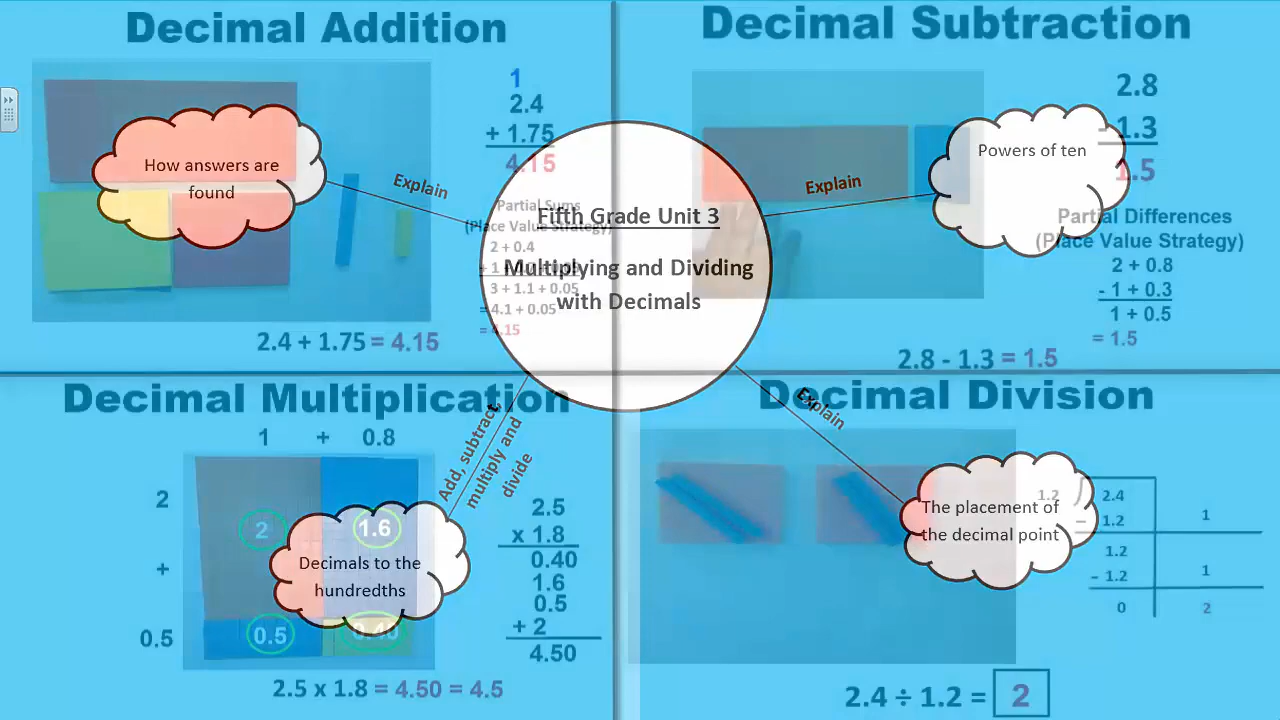 Decimal Addition
1
2.4
+ 1.75
4.15
Partial Sums
(Place Value Strategy)
2 + 0.4
3 + 1.1 + 0.05
= 4.1 + 0.05
= 4.15
2.4 + 1.75 = 4.15
How answers are
found
Explain
Decimal Subtraction
2.8
- 1.3
1.5
Partial Differences
(Place Value Strategy)
2 + 0.8
- 1 + 0.3
1 + 0.5
= 1.5
2.8 - 1.3 = 1.5
Powers of ten
Explain
Fifth Grade Unit 3
Multiplying and Dividing
with Decimals
Decimal Multiplication
1 + 0.8
2
+
0.5
2
1.6
0.5
0.40
2.5
x 1.8
0.40
1.6
0.5
+ 2
4.50
2.5 x 1.8 = 4.50 = 4.5
Add, subtract,
multiply and
divide
Decimals to the
hundredths
Decimal Division
Explain
The placement of
the decimal point
1.2 2.4
- 1.2 1
1.2
- 1.2 1
0 2
2.4 ÷ 1.2 = 2